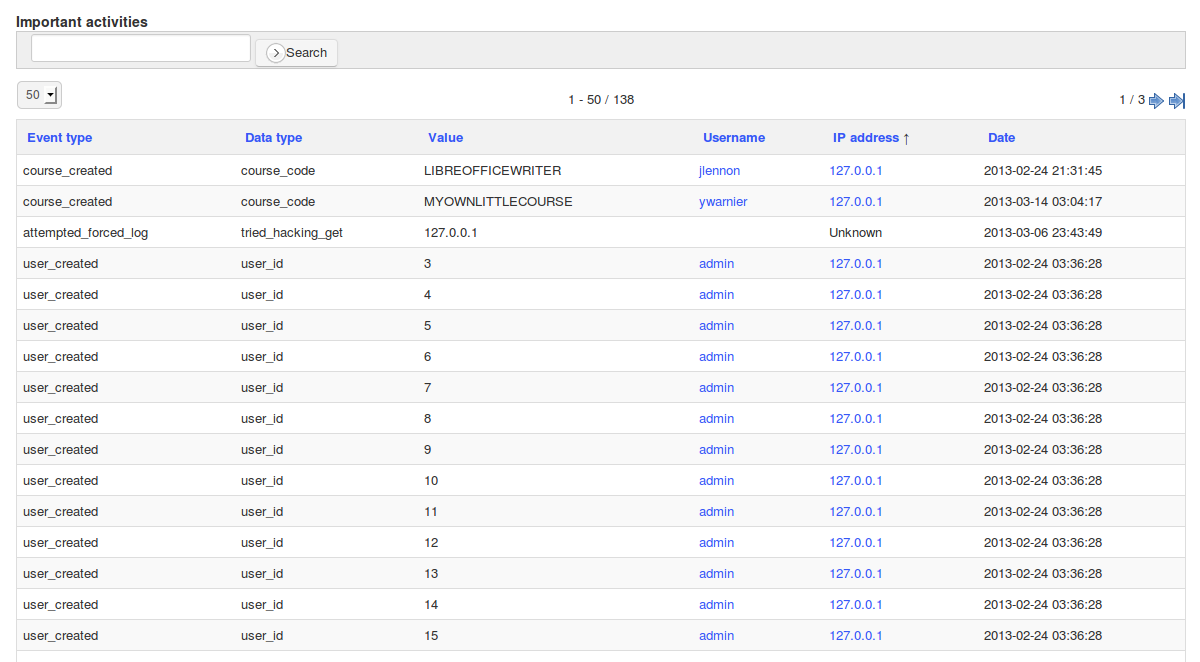 Important activities
Search
50 1 - 50 / 138 1 / 3
Event type Data type Value Username IP address ↑ Date
course_created course_code LIBREOFFICEWRITER jlennon 127.0.0.1 2013-02-24 21:31:45
course_created course_code MYOWNLITTLECOURSE ywarnier 127.0.0.1 2013-03-14 03:04:17
attempted_forced_log tried_hacking_get 127.0.0.1 Unknown 2013-03-06 23:43:49
user_created user_id 3 admin 127.0.0.1 2013-02-24 03:36:28
user_created user_id 4 admin 127.0.0.1 2013-02-24 03:36:28
user_created user_id 5 admin 127.0.0.1 2013-02-24 03:36:28
user_created user_id 6 admin 127.0.0.1 2013-02-24 03:36:28
user_created user_id 7 admin 127.0.0.1 2013-02-24 03:36:28
user_created user_id 8 admin 127.0.0.1 2013-02-24 03:36:28
user_created user_id 9 admin 127.0.0.1 2013-02-24 03:36:28
user_created user_id 10 admin 127.0.0.1 2013-02-24 03:36:28
user_created user_id 11 admin 127.0.0.1 2013-02-24 03:36:28
user_created user_id 12 admin 127.0.0.1 2013-02-24 03:36:28
user_created user_id 13 admin 127.0.0.1 2013-02-24 03:36:28
user_created user_id 14 admin 127.0.0.1 2013-02-24 03:36:28
user_created user_id 15 admin 127.0.0.1 2013-02-24 03:36:28